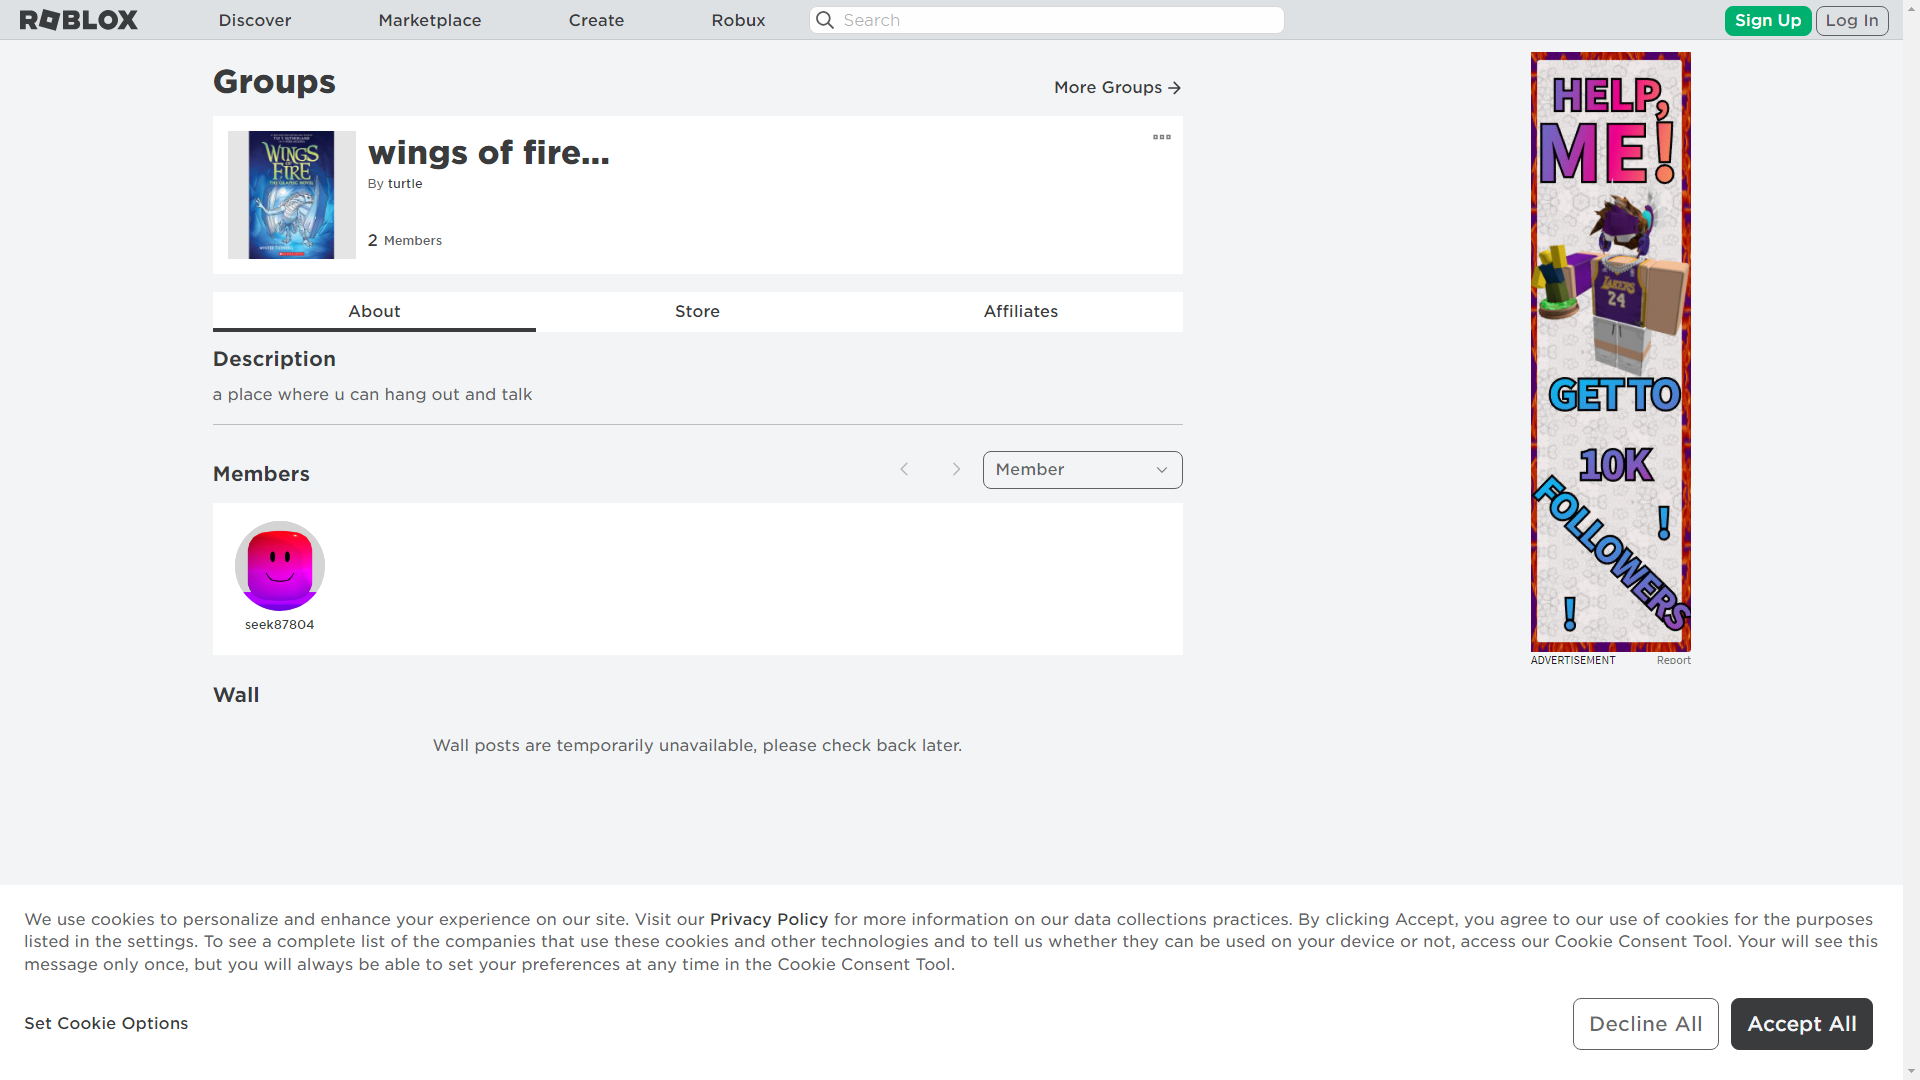 ROBLOX
Discover
Marketplace
Create
Robux
Search
Sign Up
Log In
Groups
More Groups
WINGS
OF
FIRE
THE GRAPHIC NOVEL
wings of fire...
By turtle
2 Members
About
Store
Affiliates
Description
a place where u can hang out and talk
Members
Member
seek87804
Wall
Wall posts are temporarily unavailable, please check back later.
HELP,
ME!
LAKERS
24
GET TO
10K
FOLLOWERS
!
!
ADVERTISEMENT
Report
We use cookies to personalize and enhance your experience on our site. Visit our Privacy Policy for more information on our data collections practices. By clicking Accept, you agree to our use of cookies for the purposes
listed in the settings. To see a complete list of the companies that use these cookies and other technologies and to tell us whether they can be used on your device or not, access our Cookie Consent Tool. Your will see this
message only once, but you will always be able to set your preferences at any time in the Cookie Consent Tool.
Set Cookie Options
Decline All
Accept All